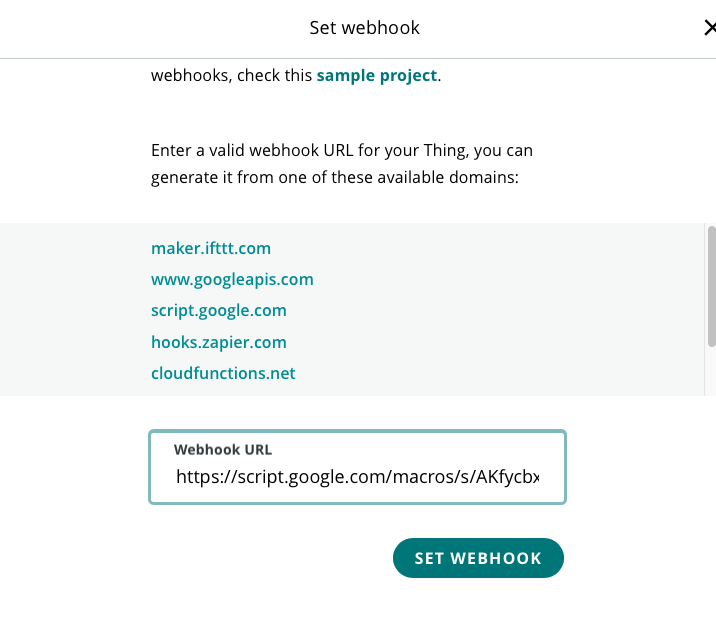 Set webhook
webhooks, check this sample project.
Enter a valid webhook URL for your Thing, you can
generate it from one of these available domains:
maker.ifttt.com
www.googleapis.com
script.google.com
hooks.zapier.com
cloudfunctions.net
Webhook URL
https://script.google.com/macros/s/AKfycbx
SET WEBHOOK